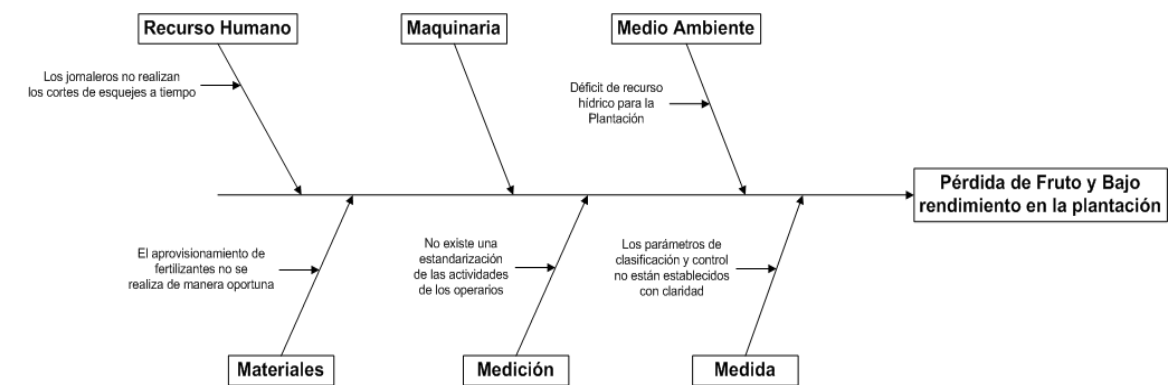 Recurso Humano
Maquinaria
Medio Ambiente
Los jornaleros no realizan
los cortes de esquejes a tiempo
Déficit de recurso
hídrico para la
Plantación
Pérdida de Fruto y Bajo
rendimiento en la plantación
El aprovisionamiento de
fertilizantes no se
realiza de manera oportuna
No existe una
estandarización
de las actividades
de los operarios
Los parámetros de
clasificación y control
no están establecidos
con claridad
Materiales
Medición
Medida